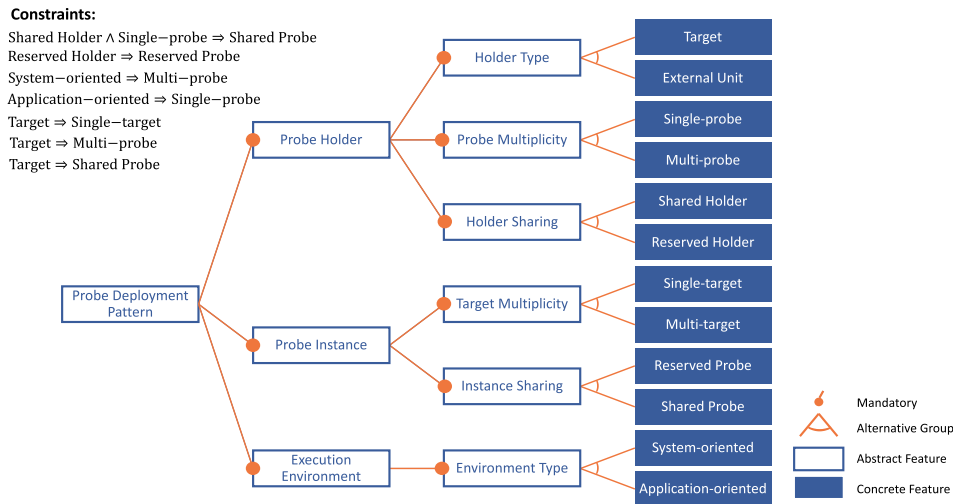 Constraints:
Shared Holder ∧ Single−probe ⇒ Shared Probe
Reserved Holder ⇒ Reserved Probe
System−oriented ⇒ Multi−probe
Application−oriented ⇒ Single−probe
Target ⇒ Single−target
Target ⇒ Multi−probe
Target ⇒ Shared Probe
Probe Deployment
Pattern
Probe Holder
Probe Instance
Execution
Environment
Holder Type
Probe Multiplicity
Holder Sharing
Target Multiplicity
Instance Sharing
Environment Type
Target
External Unit
Single-probe
Multi-probe
Shared Holder
Reserved Holder
Single-target
Multi-target
Reserved Probe
Shared Probe
System-oriented
Application-oriented
Mandatory
Alternative Group
Abstract Feature
Concrete Feature